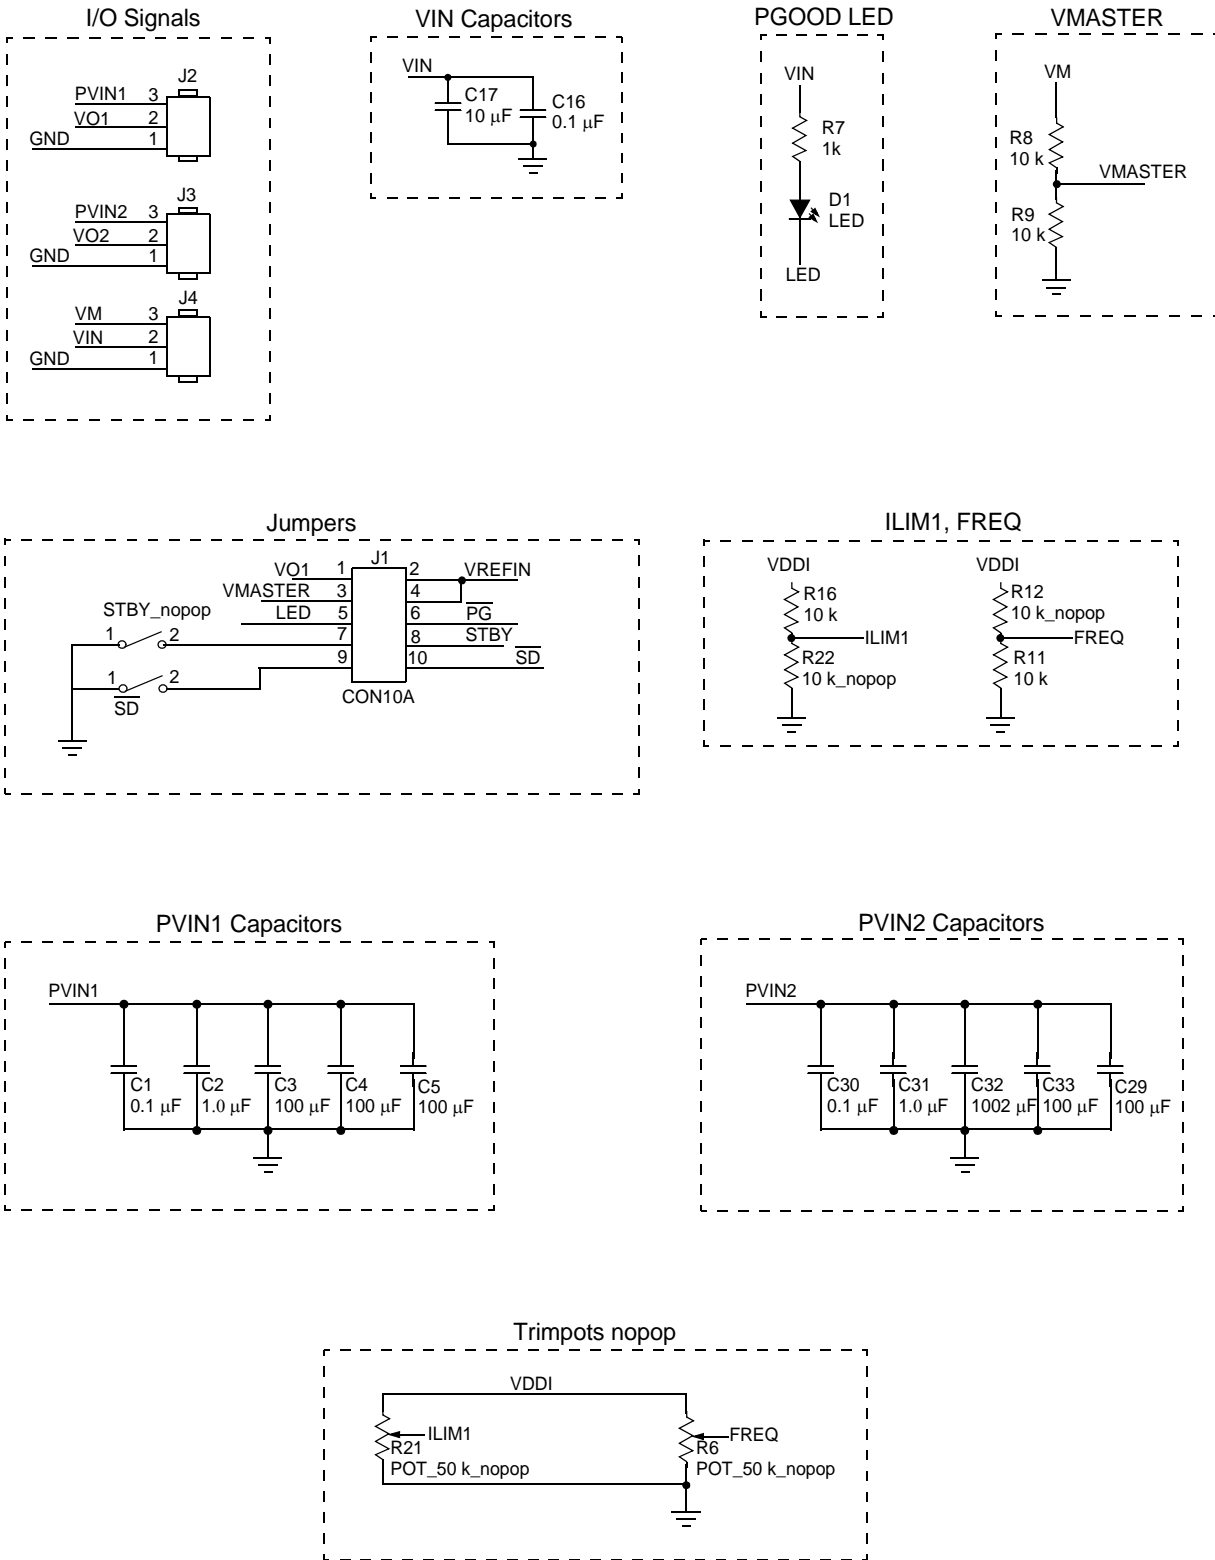 I/O Signals
J2
PVIN1 3
VO1 2
GND 1
J3
PVIN2 3
VO2 2
GND 1
J4
VM 3
VIN 2
GND 1
VIN Capacitors
VIN
C17
10 μF
C16
0.1 μF
PGOOD LED
VIN
R7
1k
D1
LED
LED
VMASTER
VM
R8
10 k
VMASTER
R9
10 k
Jumpers
J1
VO1 1
2 VREFIN
VMASTER 3
4
LED 5
6 PG
7
8 STBY
9
10 SD
CON10A
STBY_nopop
1 2
1 2
SD
ILIM1, FREQ
VDDI
R16
10 k
ILIM1
R22
10 k_nopop
VDDI
R12
10 k_nopop
FREQ
R11
10 k
PVIN1 Capacitors
PVIN1
C1
0.1 μF
C2
1.0 μF
C3
100 μF
C4
100 μF
C5
100 μF
PVIN2 Capacitors
PVIN2
C30
0.1 μF
C31
1.0 μF
C32
1002 μF
C33
100 μF
C29
100 μF
Trimpots nopop
VDDI
ILIM1
R21
POT_50 k_nopop
FREQ
R6
POT_50 k_nopop